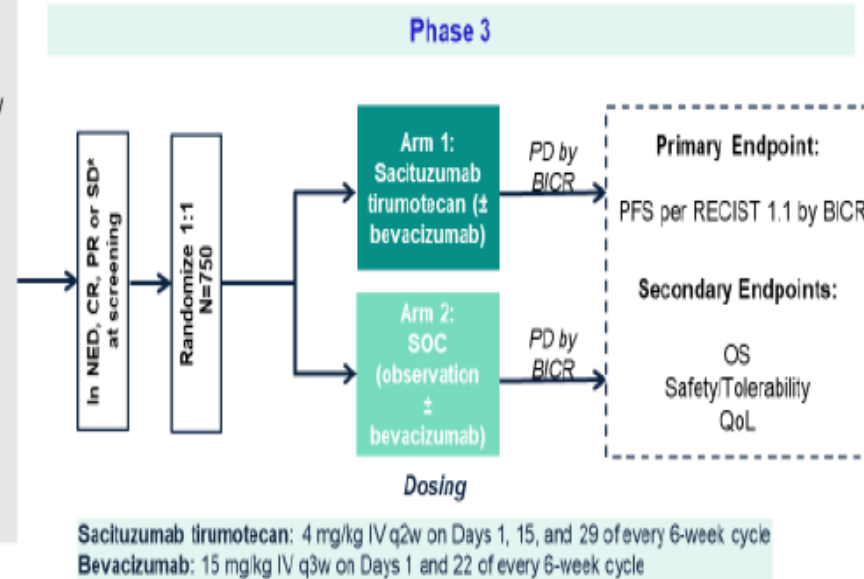 Phase 3
In NED, CR, PR or SD*
at screening
Randomize 1:1
N=750
Arm 1:
Sacituzumab
tirumotecan (±
bevacizumab)
PD by
BICR
Arm 2:
SOC
(observation
±
bevacizumab)
PD by
BICR
Primary Endpoint:
PFS per RECIST 1.1 by BICR
Secondary Endpoints:
OS
Safety/Tolerability
QoL
Dosing
Sacituzumab tirumotecan: 4 mg/kg IV q2w on Days 1, 15, and 29 of every 6-week cycle
Bevacizumab: 15 mg/kg IV q3w on Days 1 and 22 of every 6-week cycle